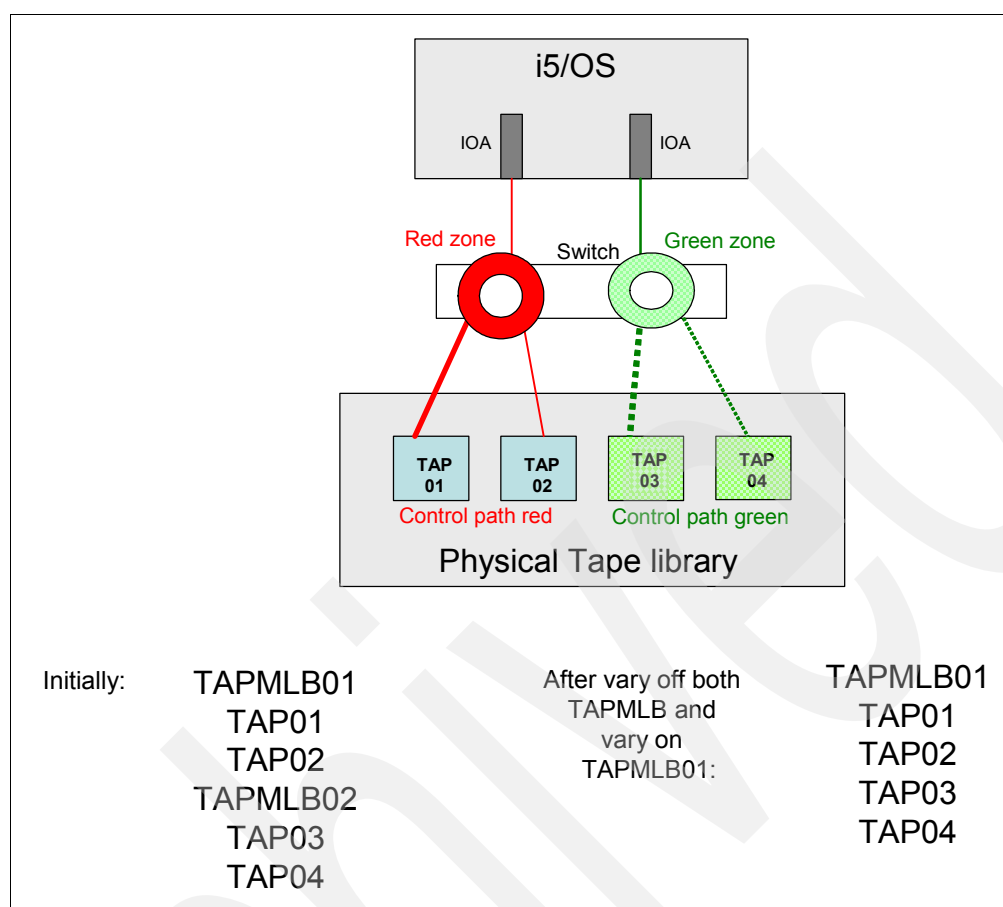 i5/OS
IOA
IOA
Red zone
Switch
Green zone
TAP
01
TAP
02
TAP
03
TAP
04
Control path red
Control path green
Physical Tape library
Initially:
TAPMLB01
TAP01
TAP02
TAPMLB02
TAP03
TAP04
After vary off both
TAPMLB and
vary on
TAPMLB01:
TAPMLB01
TAP01
TAP02
TAP03
TAP04